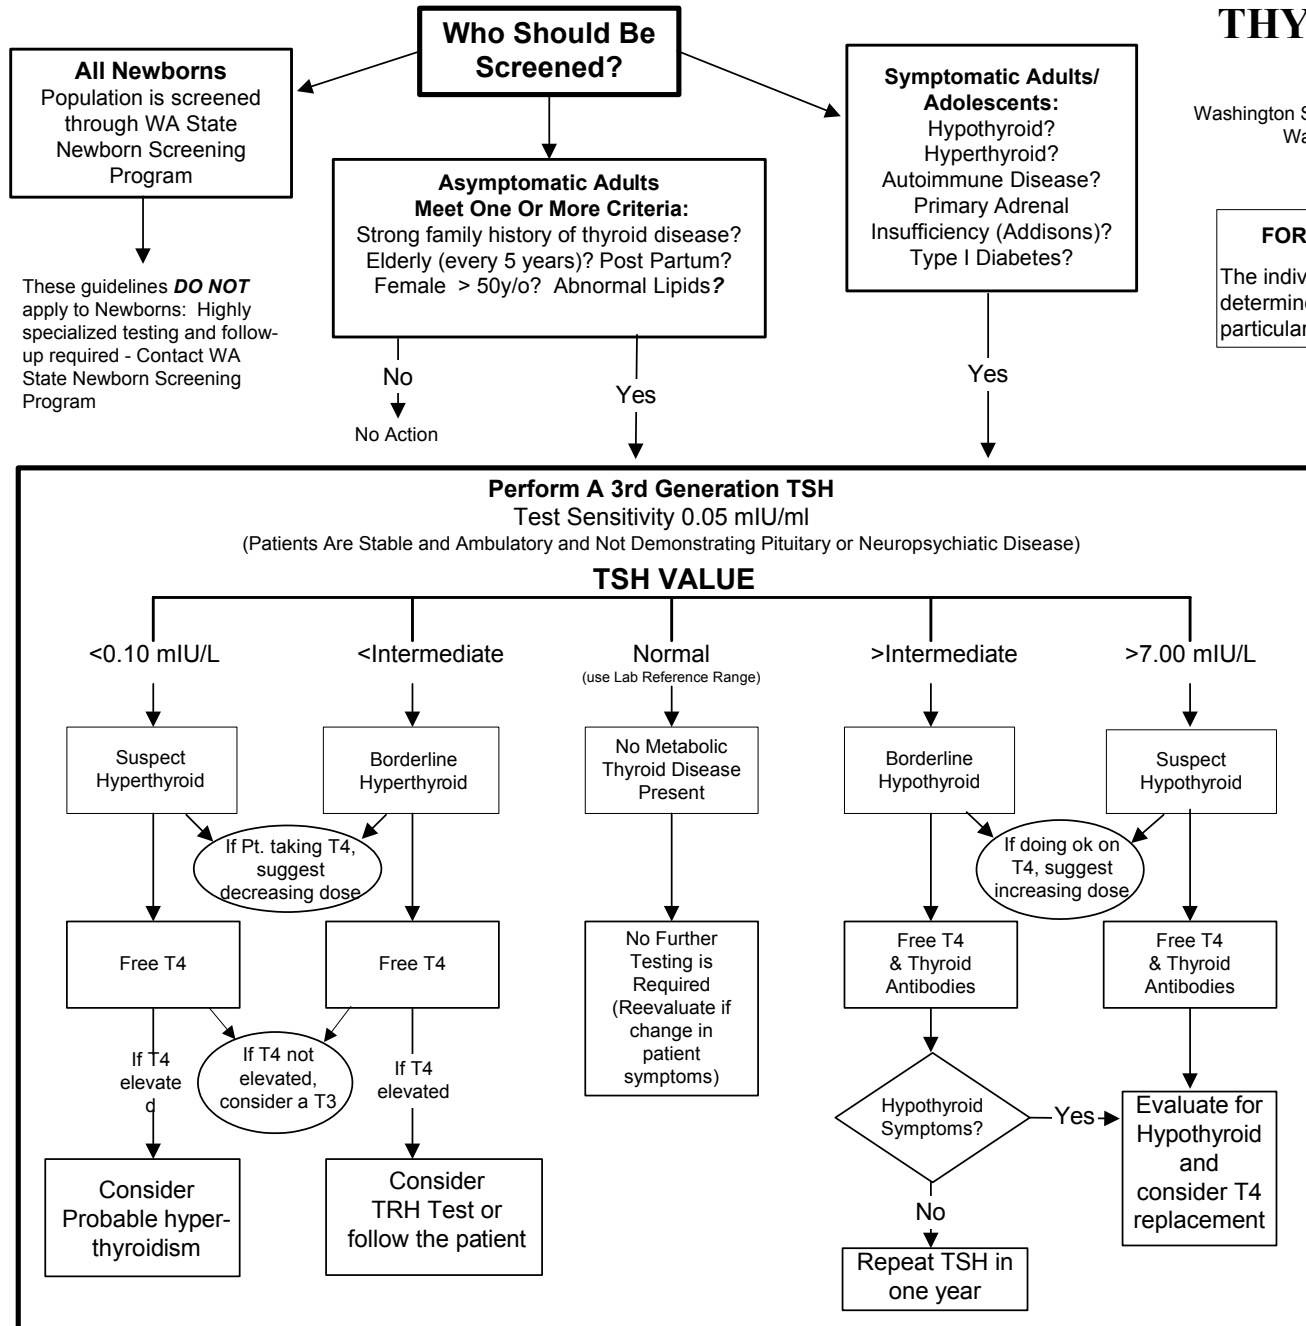 Who Should Be
Screened?
THY
All Newborns
Population is screened
through WA State
Newborn Screening
Program
Symptomatic Adults/
Adolescents:
Hypothyroid?
Hyperthyroid?
Autoimmune Disease?
Primary Adrenal
Insufficiency (Addisons)?
Type I Diabetes?
Washington S
Wa
Asymptomatic Adults
Meet One Or More Criteria:
Strong family history of thyroid disease?
Elderly (every 5 years)? Post Partum?
Female > 50y/o? Abnormal Lipids?
FOR
The indiv
determine
particular
These guidelines DO NOT
apply to Newborns: Highly
specialized testing and follow-
up required - Contact WA
State Newborn Screening
Program
No
Yes
Yes
No Action
Perform A 3rd Generation TSH
Test Sensitivity 0.05 mIU/ml
(Patients Are Stable and Ambulatory and Not Demonstrating Pituitary or Neuropsychiatic Disease)
TSH VALUE
<0.10 mIU/L
<Intermediate
Normal
(use Lab Reference Range)
>Intermediate
>7.00 mIU/L
Suspect
Hyperthyroid
Borderline
Hyperthyroid
No Metabolic
Thyroid Disease
Present
Borderline
Hypothyroid
Suspect
Hypothyroid
If Pt. taking T4,
suggest
decreasing dose
If doing ok on
T4, suggest
increasing dose
Free T4
Free T4
No Further
Testing is
Required
(Reevaluate if
change in
patient
symptoms)
Free T4
& Thyroid
Antibodies
Free T4
& Thyroid
Antibodies
If T4
elevate
d
If T4 not
elevated,
consider a T3
If T4
elevated
Hypothyroid
Symptoms?
Yes
Evaluate for
Hypothyroid
and
consider T4
replacement
Consider
Probable hyper-
thyroidism
Consider
TRH Test or
follow the patient
No
Repeat TSH in
one year